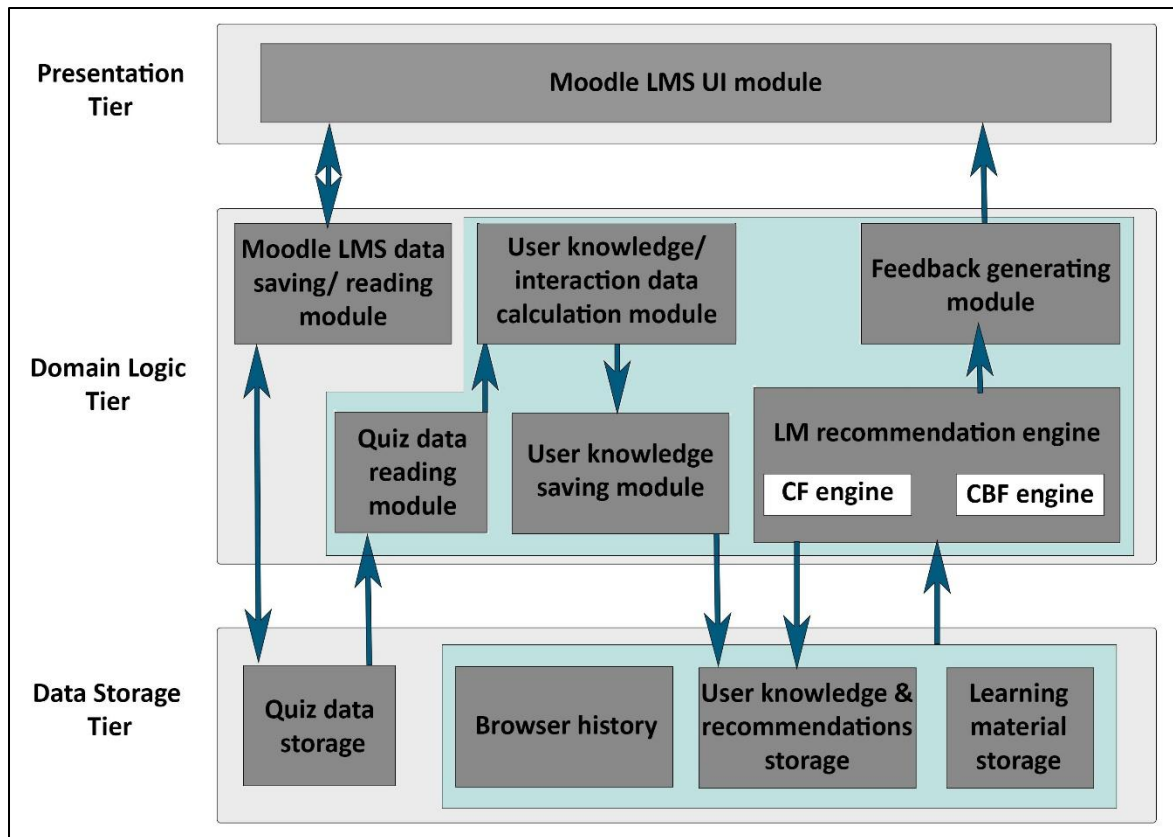 Presentation
Tier
Moodle LMS UI module
Domain Logic
Tier
Moodle LMS data
saving/ reading
module
User knowledge/
interaction data
calculation module
Feedback generating
module
Quiz data
reading
module
User knowledge
saving module
LM recommendation engine
CF engine
CBF engine
Data Storage
Tier
Quiz data
storage
Browser history
User knowledge &
recommendations
storage
Learning
material
storage